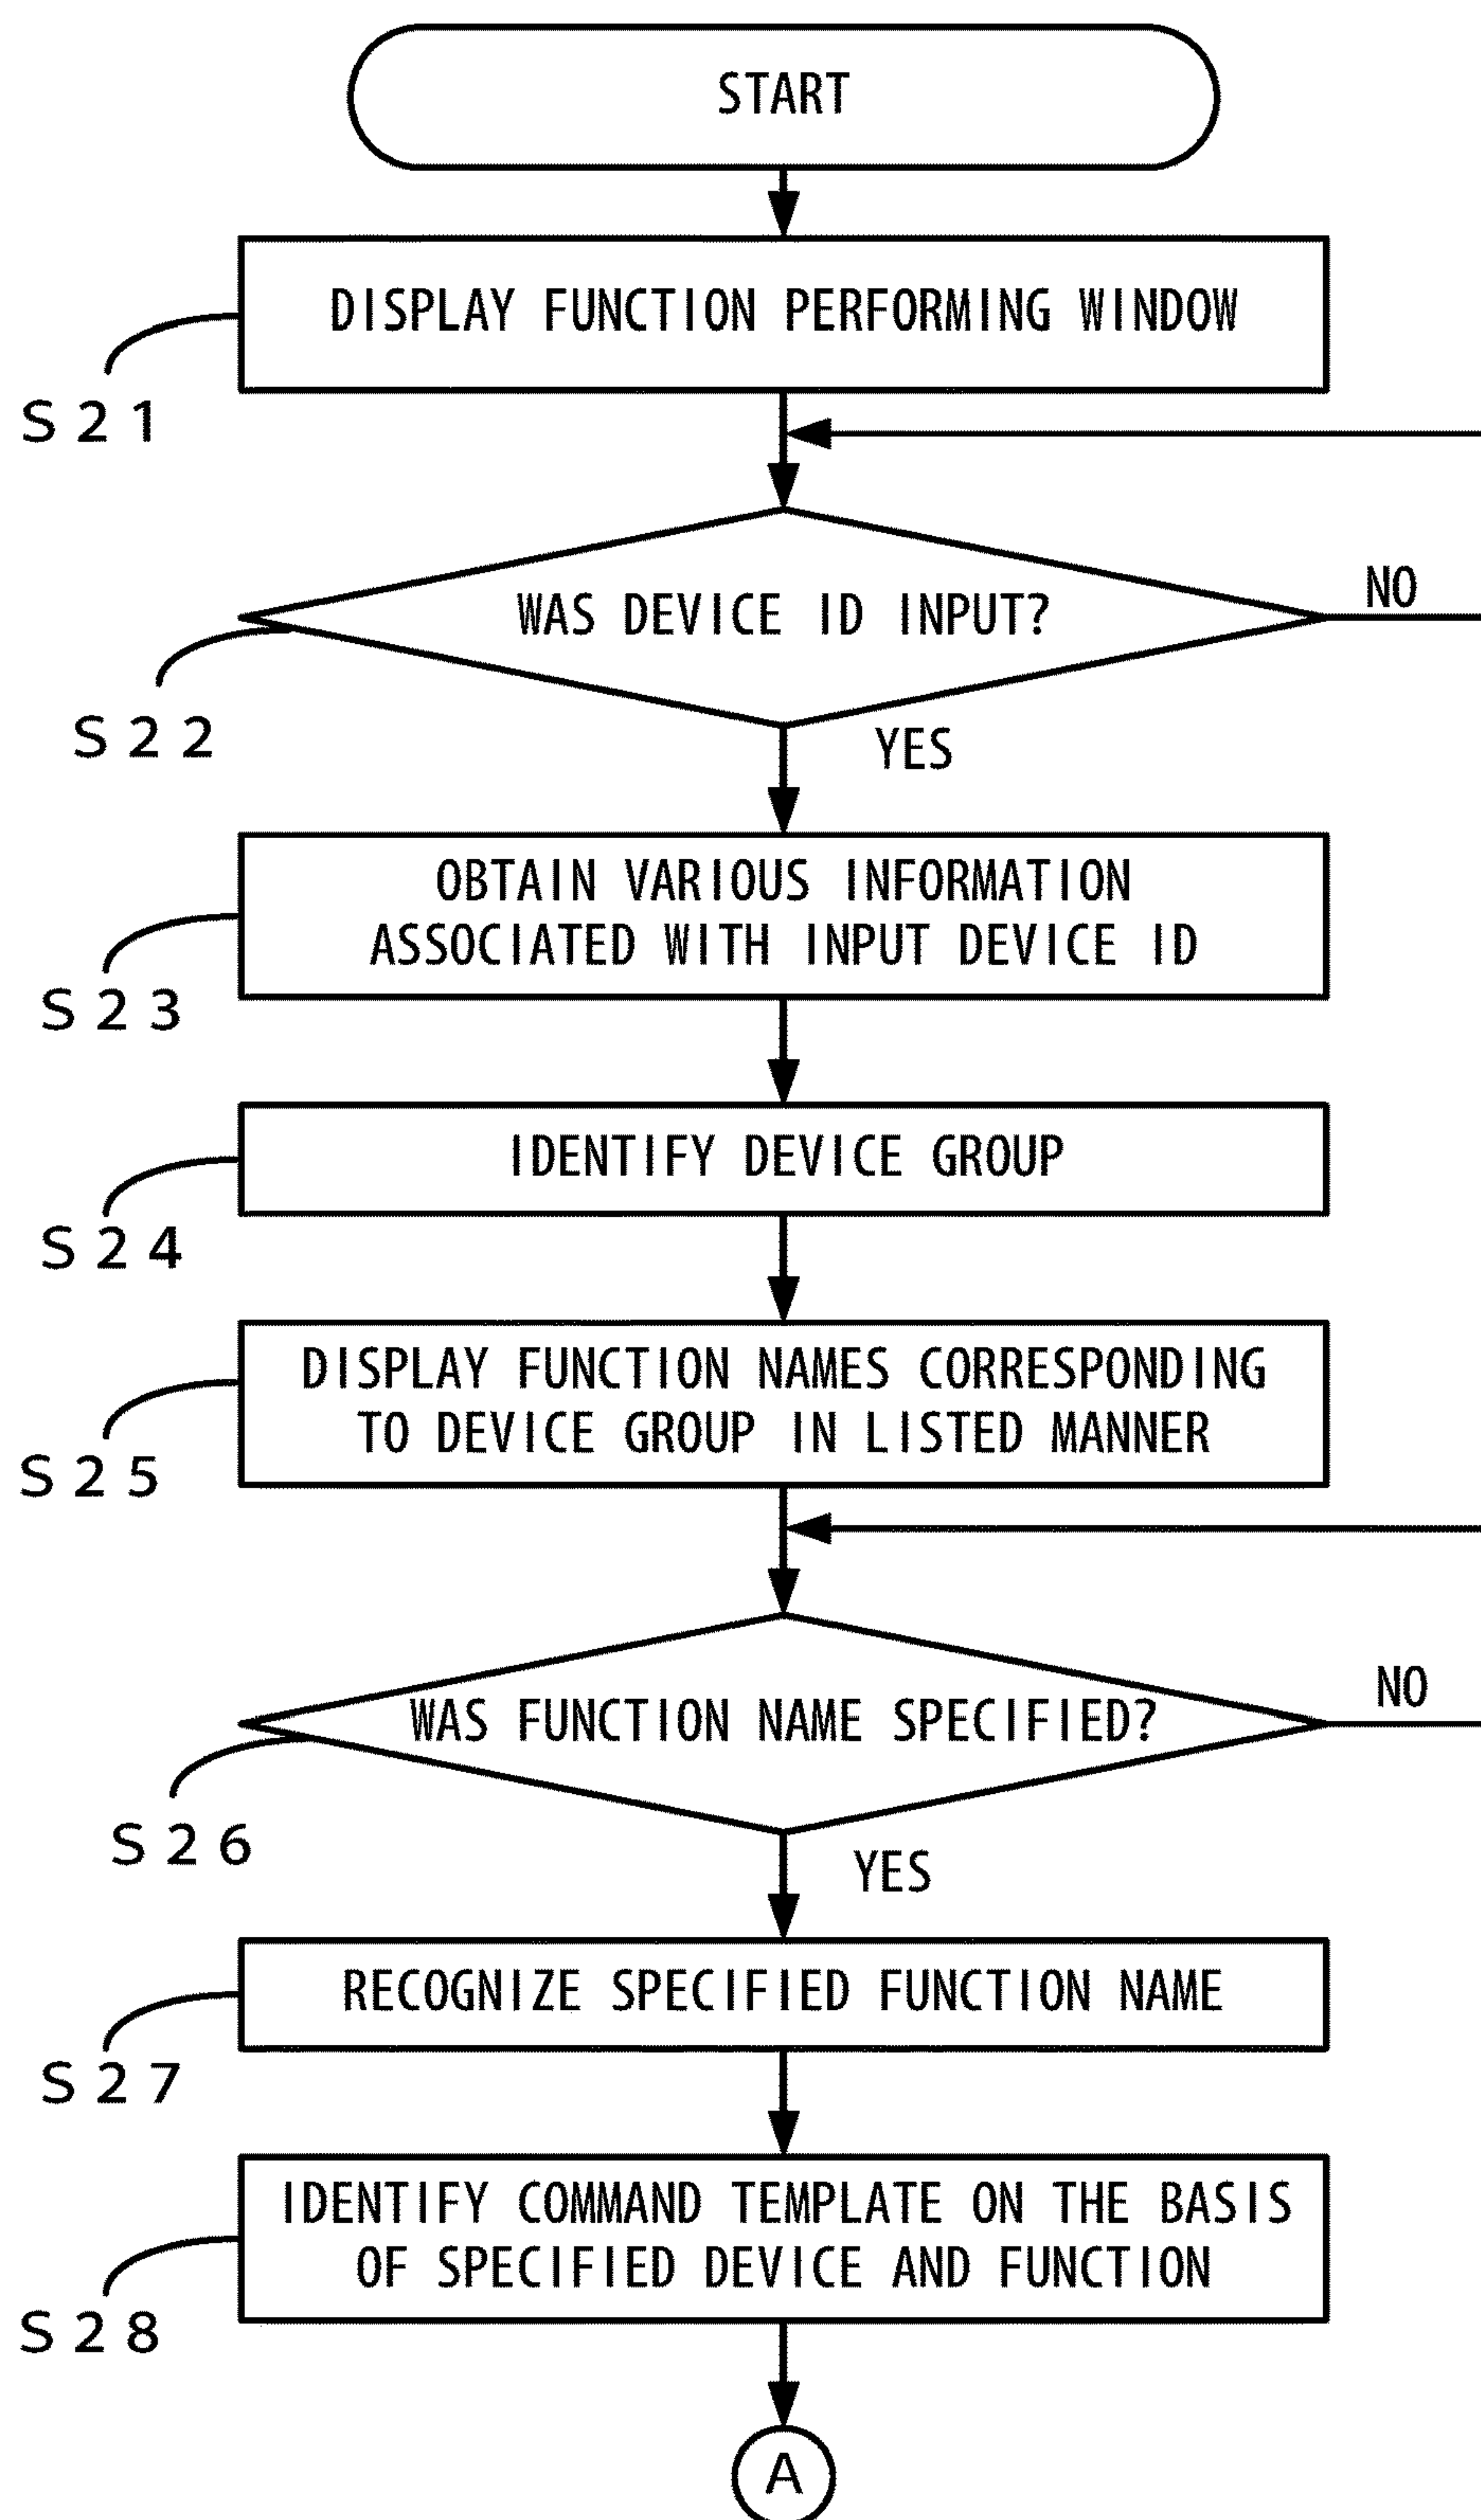 START
DISPLAY FUNCTION PERFORMING WINDOW
S21
WAS DEVICE ID INPUT?
NO
S22
YES
OBTAIN VARIOUS INFORMATION
ASSOCIATED WITH INPUT DEVICE ID
S23
IDENTIFY DEVICE GROUP
S24
DISPLAY FUNCTION NAMES CORRESPONDING
TO DEVICE GROUP IN LISTED MANNER
S25
WAS FUNCTION NAME SPECIFIED?
NO
S26
YES
RECOGNIZE SPECIFIED FUNCTION NAME
S27
IDENTIFY COMMAND TEMPLATE ON THE BASIS
OF SPECIFIED DEVICE AND FUNCTION
S28
A